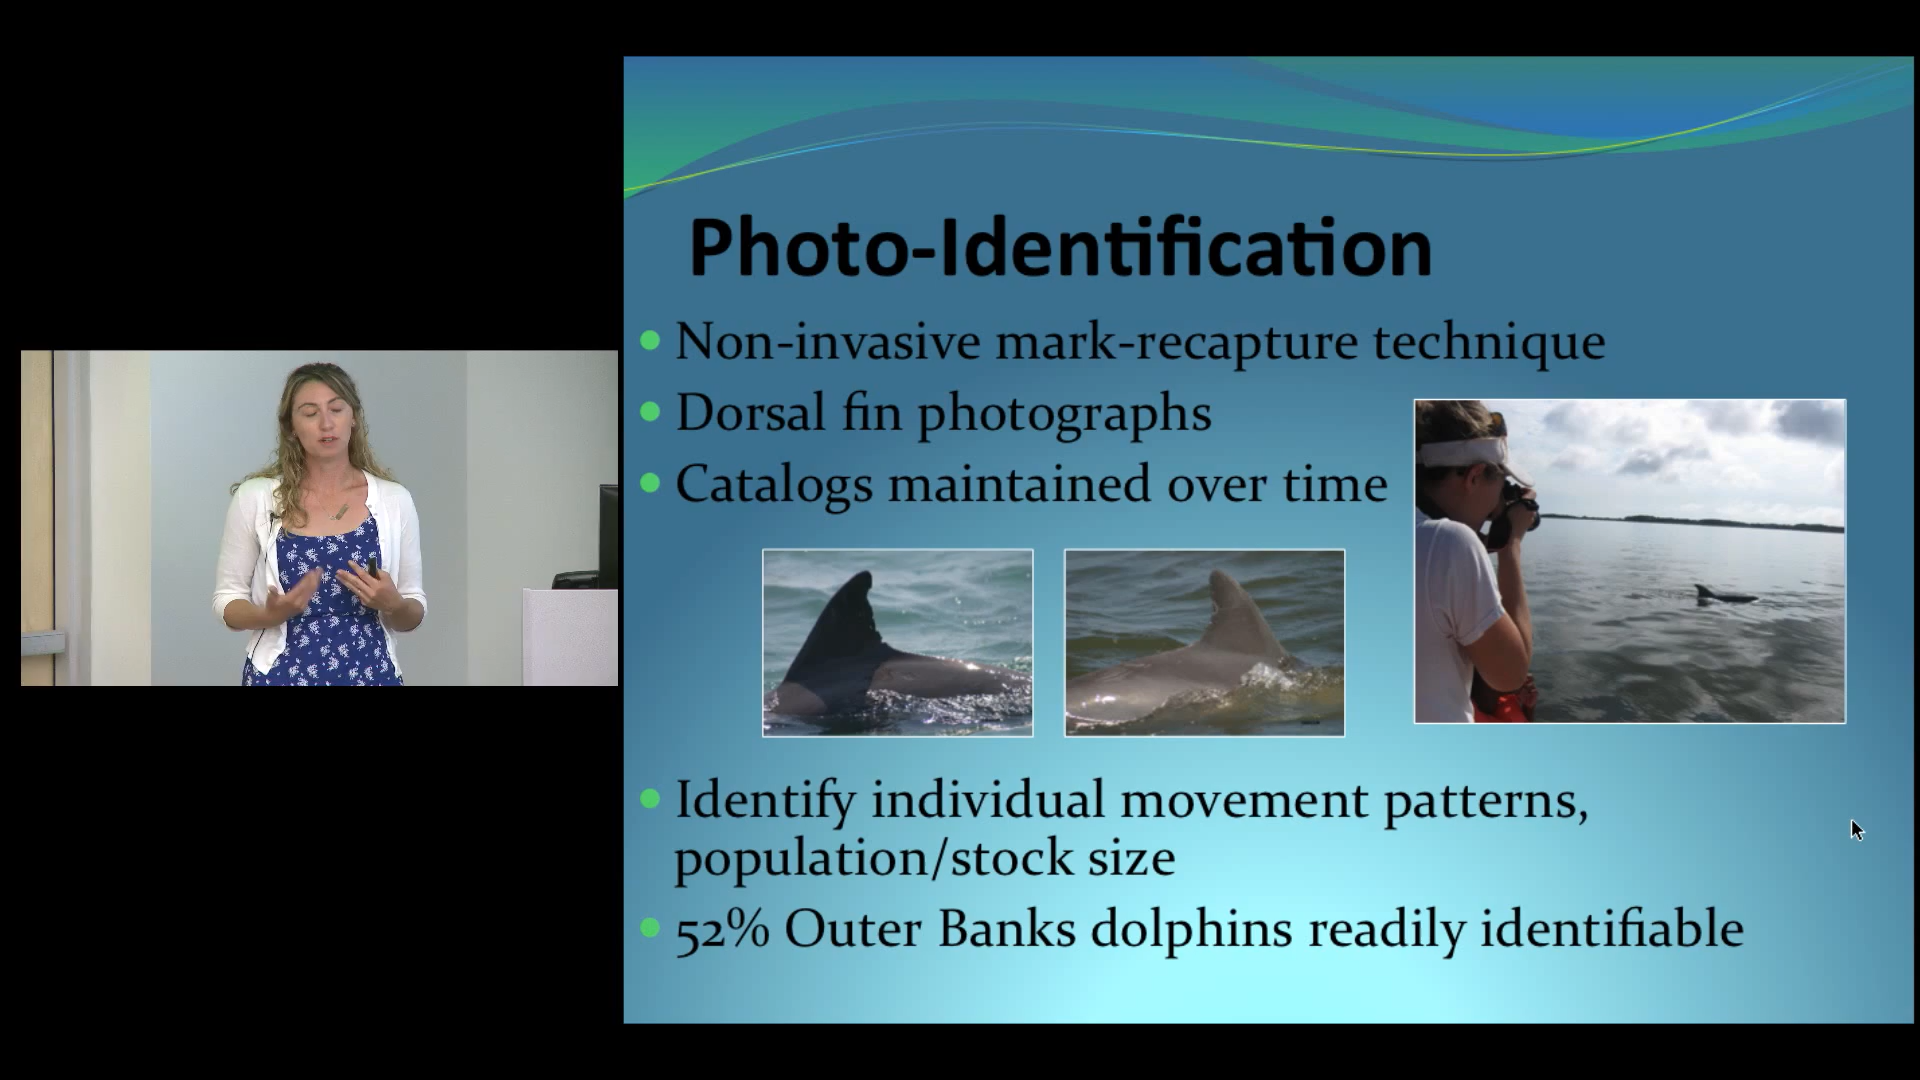 Photo-Identification
Non-invasive mark-recapture technique
Dorsal fin photographs
Catalogs maintained over time
Identify individual movement patterns,
population/stock size
52% Outer Banks dolphins readily identifiable